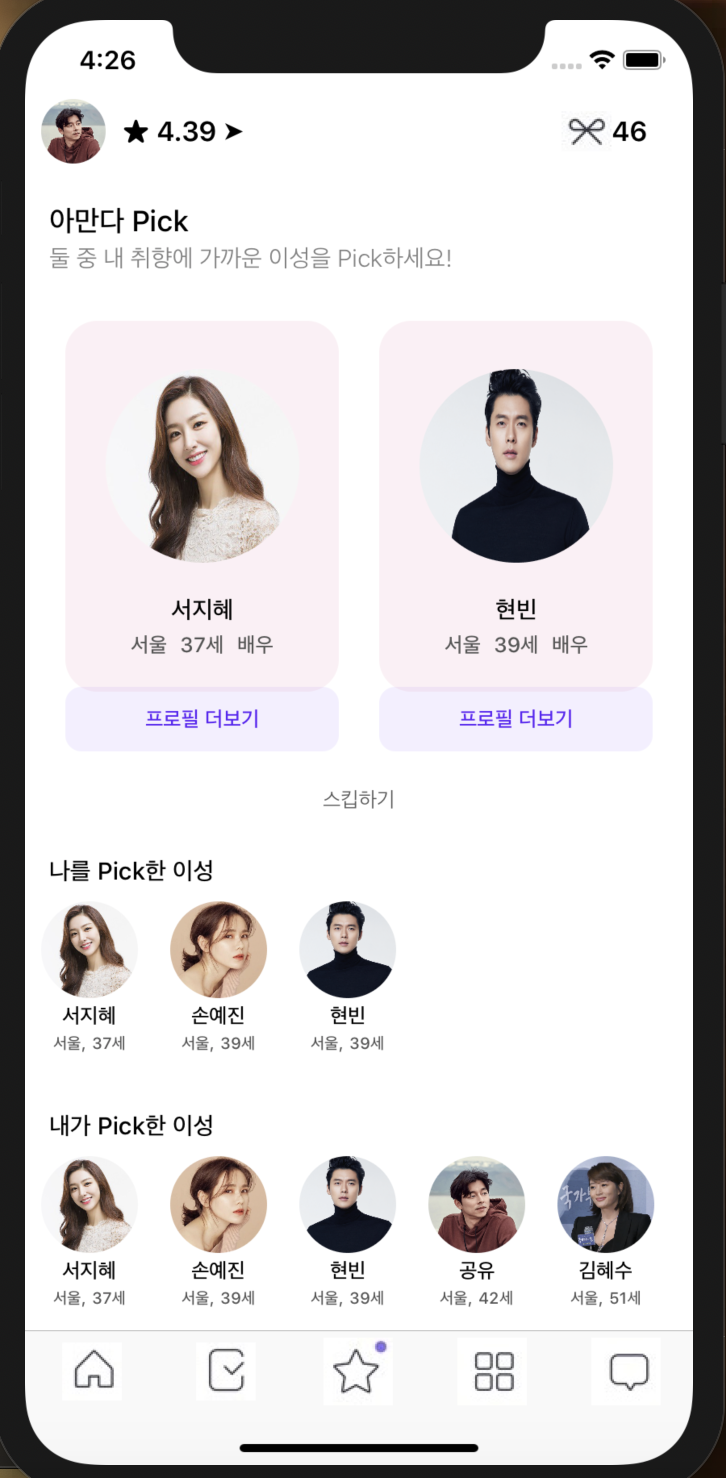 4:26
★ 4.39 ➤
46
아만다 Pick
둘 중 내 취향에 가까운 이성을 Pick하세요!
서지혜
서울 37세 배우
프로필 더보기
현빈
서울 39세 배우
프로필 더보기
스킵하기
나를 Pick한 이성
서지혜
서울, 37세
손예진
서울, 39세
현빈
서울, 39세
내가 Pick한 이성
서지혜
서울, 37세
손예진
서울, 39세
현빈
서울, 39세
공유
서울, 42세
김혜수
서울, 51세